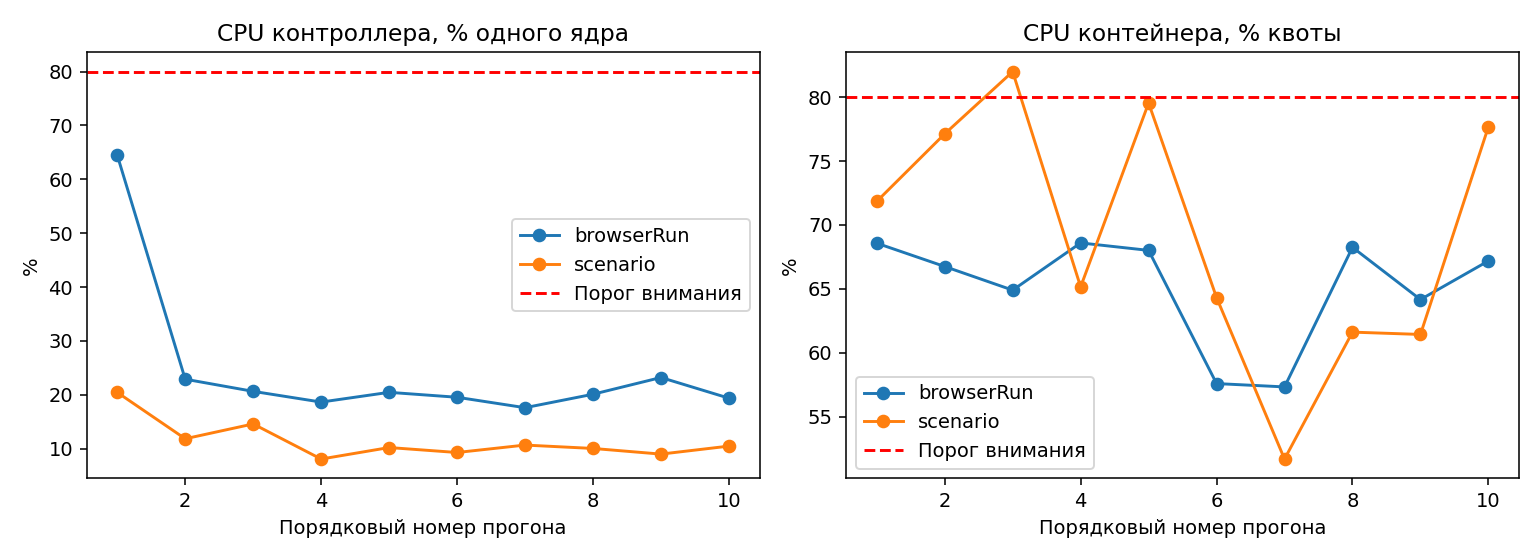 CPU контроллера, % одного ядра
80
70
60
50
40
30
20
10
%
browserRun
scenario
Порог внимания
2
4
6
8
10
Порядковый номер прогона
CPU контейнера, % квоты
80
75
70
65
60
55
%
browserRun
scenario
Порог внимания
2
4
6
8
10
Порядковый номер прогона